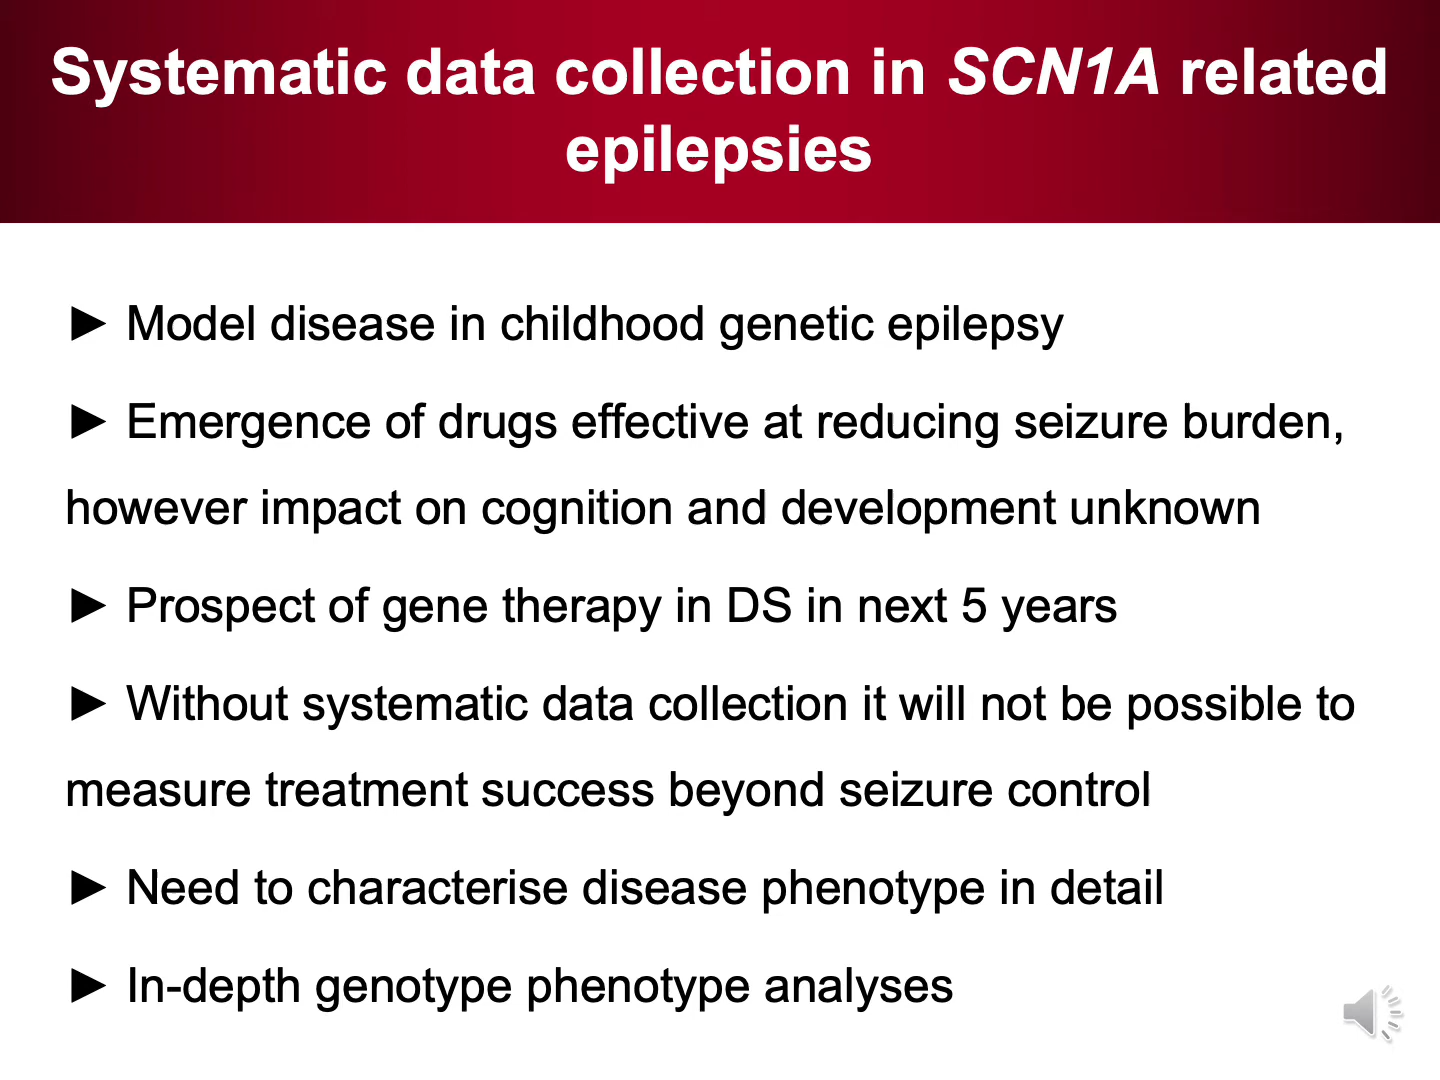 Systematic data collection in SCN1A related
epilepsies
► Model disease in childhood genetic epilepsy
► Emergence of drugs effective at reducing seizure burden,
however impact on cognition and development unknown
► Prospect of gene therapy in DS in next 5 years
► Without systematic data collection it will not be possible to
measure treatment success beyond seizure control
► Need to characterise disease phenotype in detail
► In-depth genotype phenotype analyses